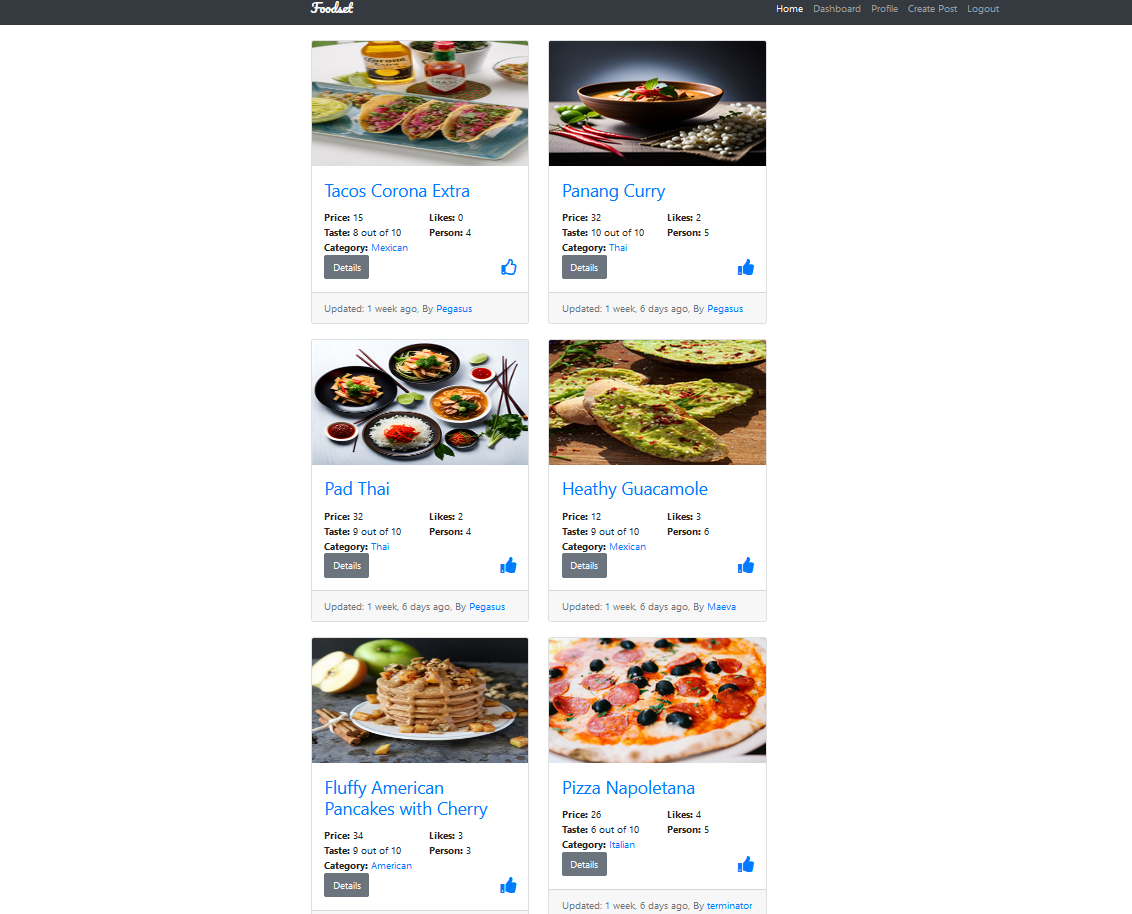 Foodset
Home Dashboard Profile Create Post Logout
Corona
Extra
Tacos Corona Extra
Price: 15 Likes: 0
Taste: 8 out of 10 Person: 4
Category: Mexican
Details
Updated: 1 week ago, By Pegasus
Panang Curry
Price: 32 Likes: 2
Taste: 10 out of 10 Person: 5
Category: Thai
Details
Updated: 1 week, 6 days ago, By Pegasus
Pad Thai
Price: 32 Likes: 2
Taste: 9 out of 10 Person: 4
Category: Thai
Details
Updated: 1 week, 6 days ago, By Pegasus
Heathy Guacamole
Price: 12 Likes: 3
Taste: 9 out of 10 Person: 6
Category: Mexican
Details
Updated: 1 week, 6 days ago, By Maeva
Fluffy American
Pancakes with Cherry
Price: 34 Likes: 3
Taste: 9 out of 10 Person: 3
Category: American
Details
Pizza Napoletana
Price: 26 Likes: 4
Taste: 6 out of 10 Person: 5
Category: Italian
Details
Updated: 1 week, 6 days ago, By terminator